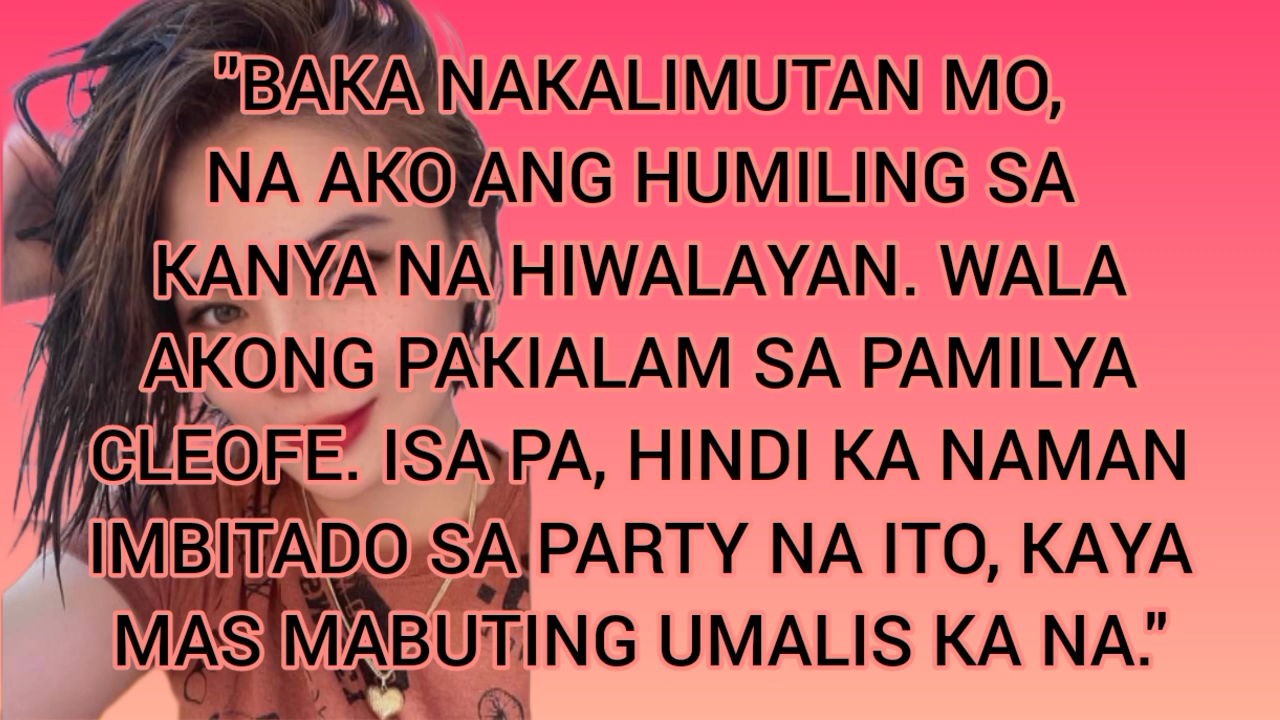 "BAKA NAKALIMUTAN MO,
NA AKO ANG HUMILING SA
KANYA NA HIWALAYAN. WALA
AKONG PAKIALAM SA PAMILYA
CLEOFE. ISA PA, HINDI KA NAMAN
IMBITADO SA PARTY NA ITO, KAYA
MAS MABUTING UMALIS KA NA."